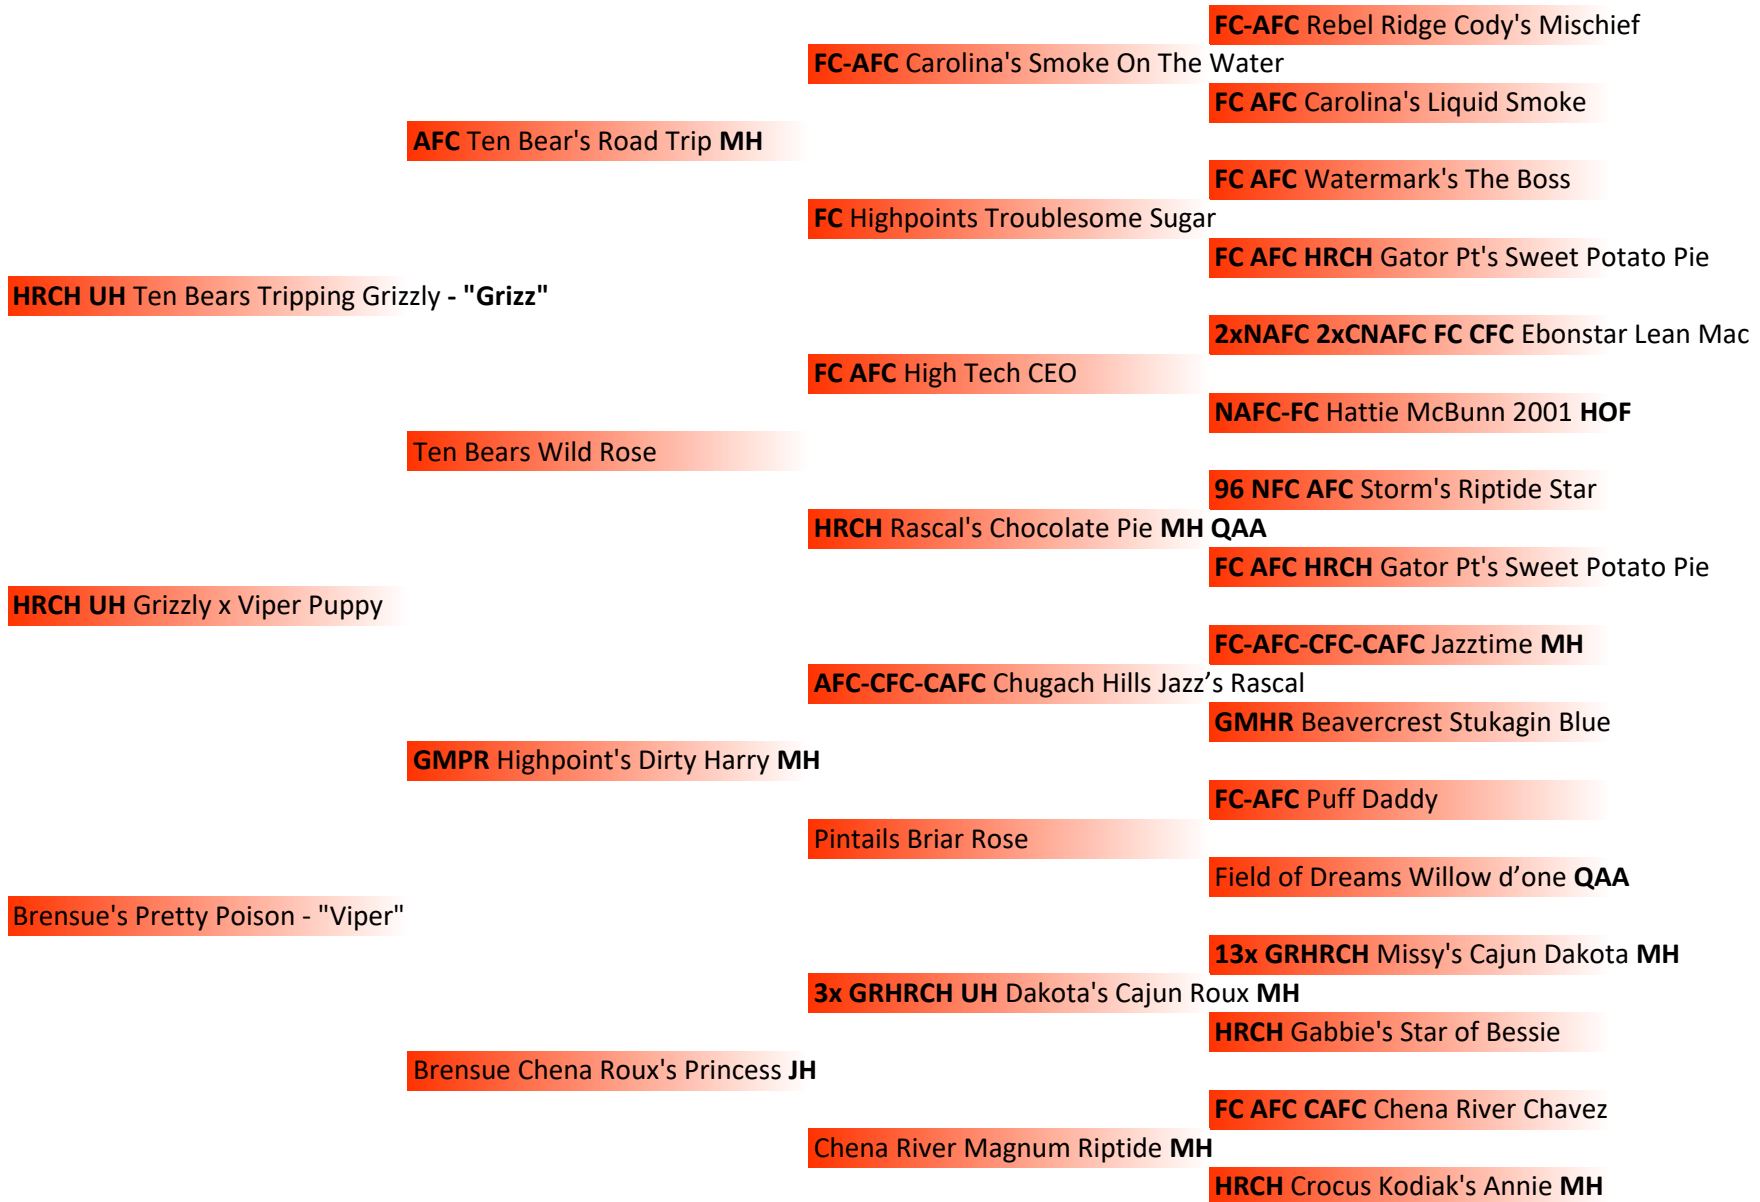 FC-AFC Rebel Ridge Cody's Mischief
FC-AFC Carolina's Smoke On The Water
FC AFC Carolina's Liquid Smoke
AFC Ten Bear's Road Trip MH
FC AFC Watermark's The Boss
FC Highpoints Troublesome Sugar
FC AFC HRCH Gator Pt's Sweet Potato Pie
HRCH UH Ten Bears Tripping Grizzly - "Grizz"
2xNAFC 2xCNAFC FC CFC Ebonstar Lean Mac
FC AFC High Tech CEO
NAFC-FC Hattie McBunn 2001 HOF
Ten Bears Wild Rose
96 NFC AFC Storm's Riptide Star
HRCH Rascal's Chocolate Pie MH QAA
FC AFC HRCH Gator Pt's Sweet Potato Pie
HRCH UH Grizzly x Viper Puppy
FC-AFC-CFC-CAFC Jazztime MH
AFC-CFC-CAFC Chugach Hills Jazz’s Rascal
GMHR Beavercrest Stukagin Blue
GMPR Highpoint's Dirty Harry MH
FC-AFC Puff Daddy
Pintails Briar Rose
Field of Dreams Willow d’one QAA
Brensue's Pretty Poison - "Viper"
13x GRHRCH Missy's Cajun Dakota MH
3x GRHRCH UH Dakota's Cajun Roux MH
HRCH Gabbie's Star of Bessie
Brensue Chena Roux's Princess JH
FC AFC CAFC Chena River Chavez
Chena River Magnum Riptide MH
HRCH Crocus Kodiak's Annie MH